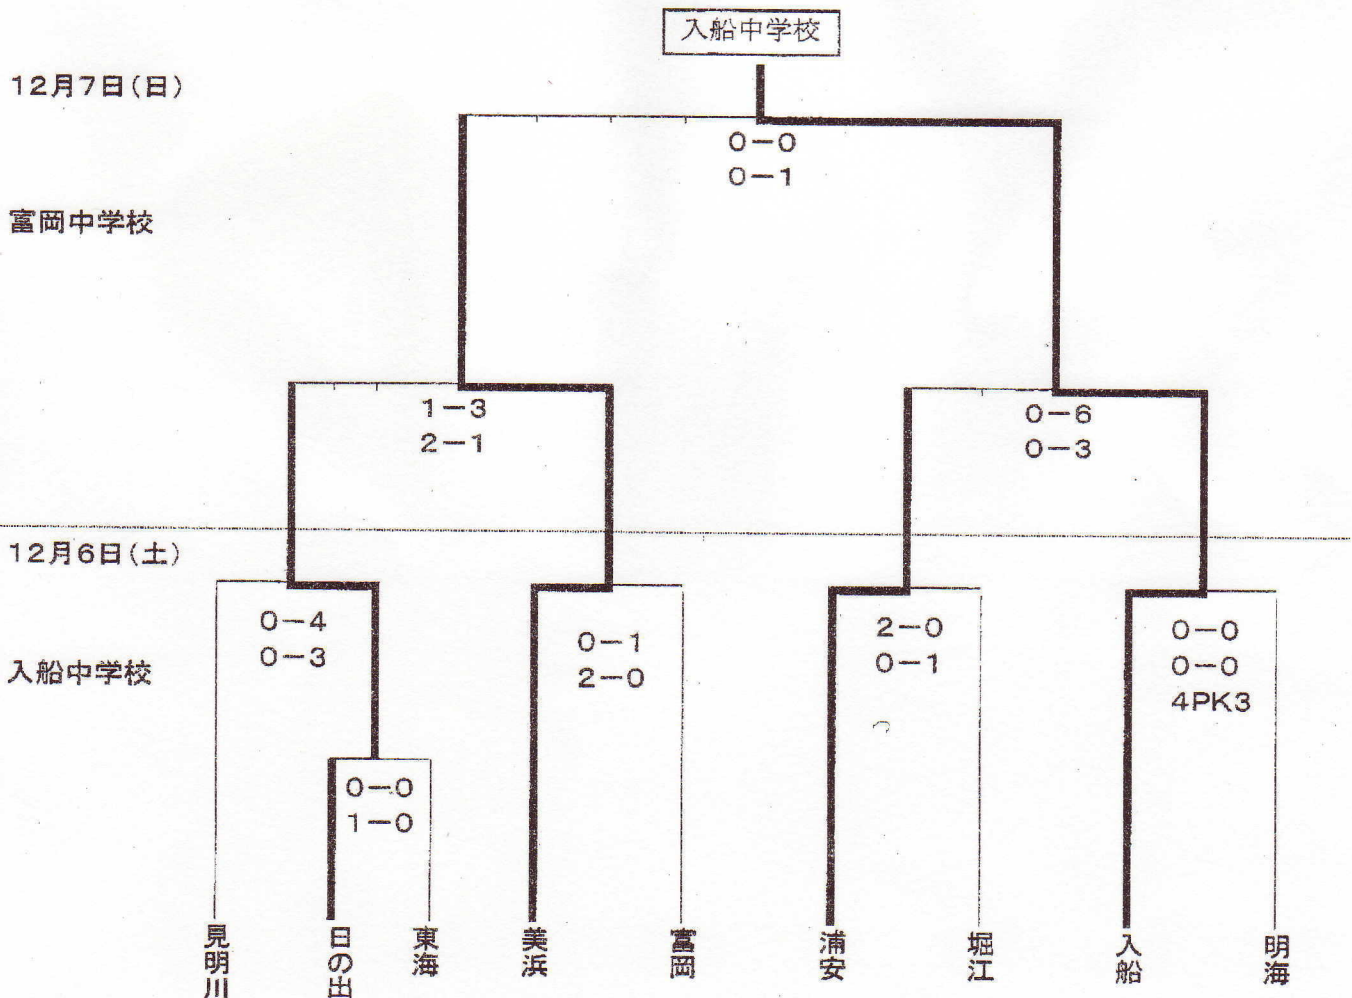 入船中学校
12月7日(日)
0-0
0-1
富岡中学校
1-3
2-1
0-6
0-3
12月6日(土)
入船中学校
0-4
0-3
0-1
2-0
2-0
0-1
0-0
0-0
4PK3
0-0
1-0
見明川
日の出
東海
美浜
富岡
浦安
堀江
入船
明海